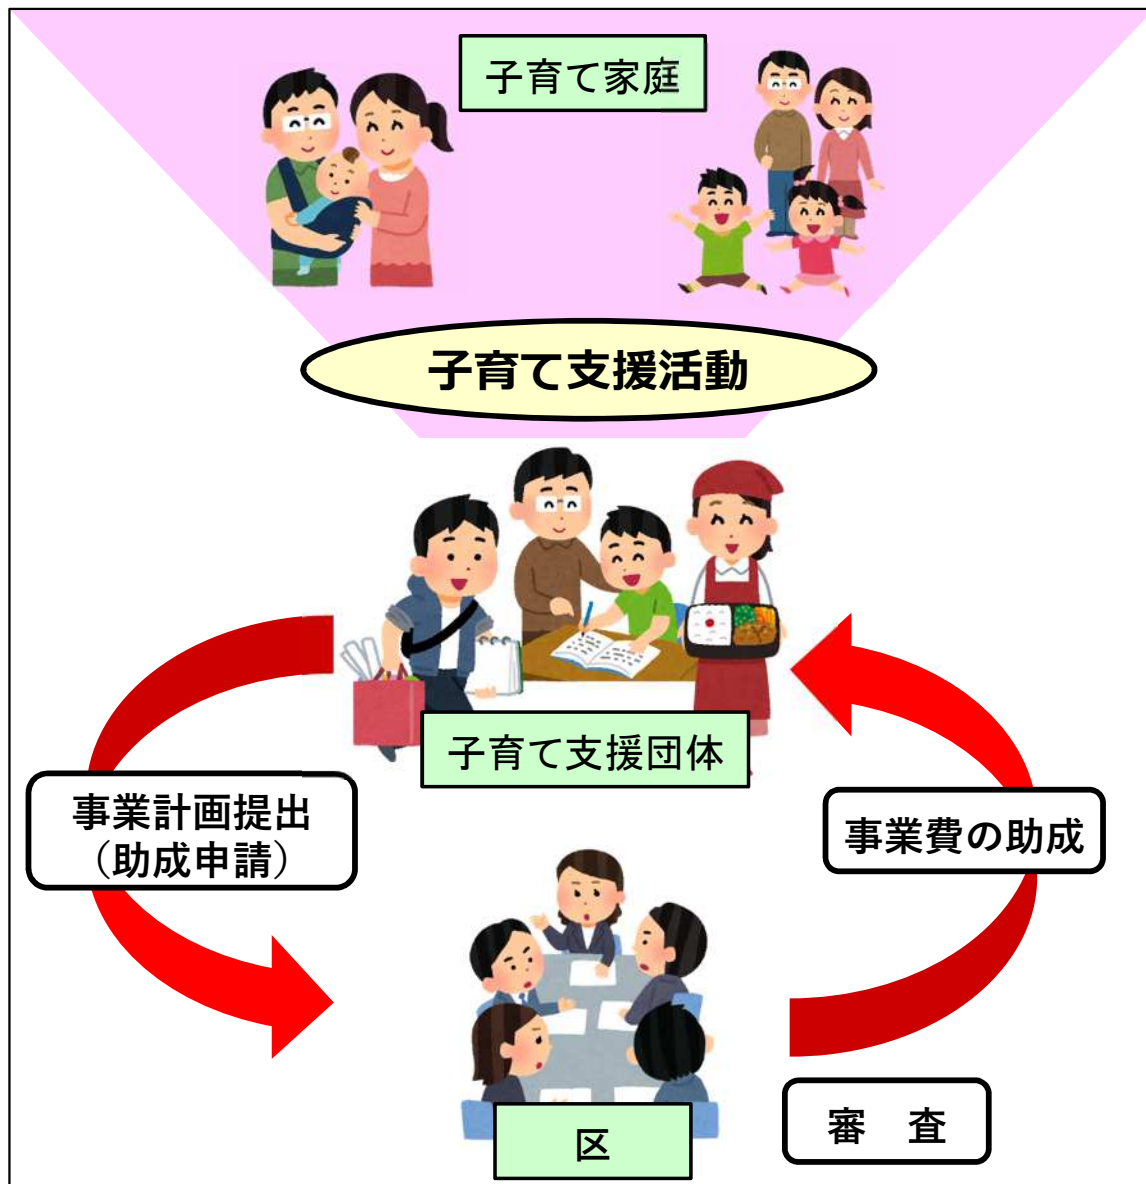 子育て家庭
子育て支援活動
子育て支援団体
事業計画提出
（助成申請）
事業費の助成
区
審　査